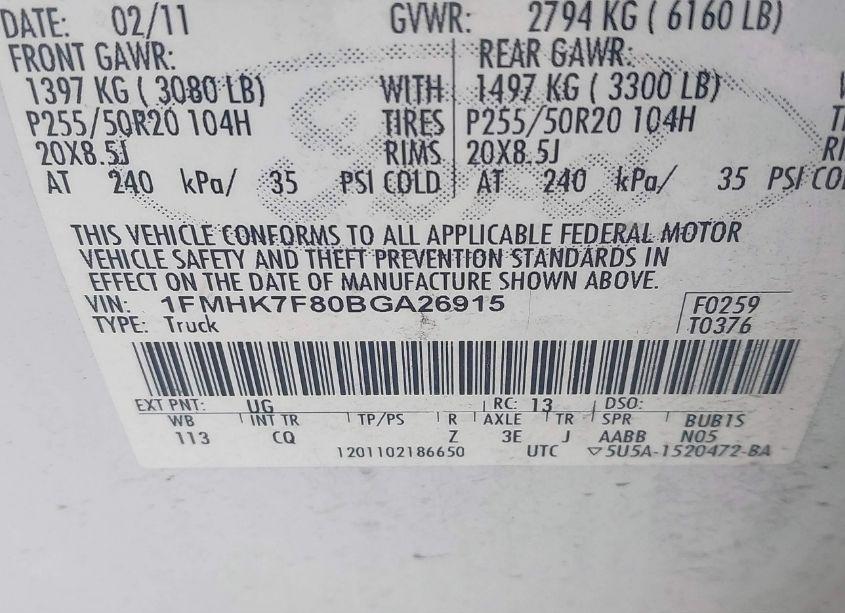 DATE: 02/11 GVWR: 2794 KG ( 6160 LB)
FRONT GAWR: REAR GAWR:
1397 KG ( 3080 LB) WITH 1497 KG ( 3300 LB)
P255/50R20 104H TIRES P255/50R20 104H
20X8.5J RIMS 20X8.5J RI
AT 240 kPa/ 35 PSI COLD AT 240 kPa/ 35 PSI COL
THIS VEHICLE CONFORMS TO ALL APPLICABLE FEDERAL MOTOR
VEHICLE SAFETY AND THEFT PREVENTION STANDARDS IN
EFFECT ON THE DATE OF MANUFACTURE SHOWN ABOVE.
VIN: 1FMHK7F80BGA26915 F0259
TYPE: Truck T0376
EXT PNT: UG RC: 13 DSO:
WB INT TR TP/PS R AXLE TR SPR BUB1S
113 CQ Z 3E J AABB N05
1201102186650 UTC ▽5U5A-1520472-BA